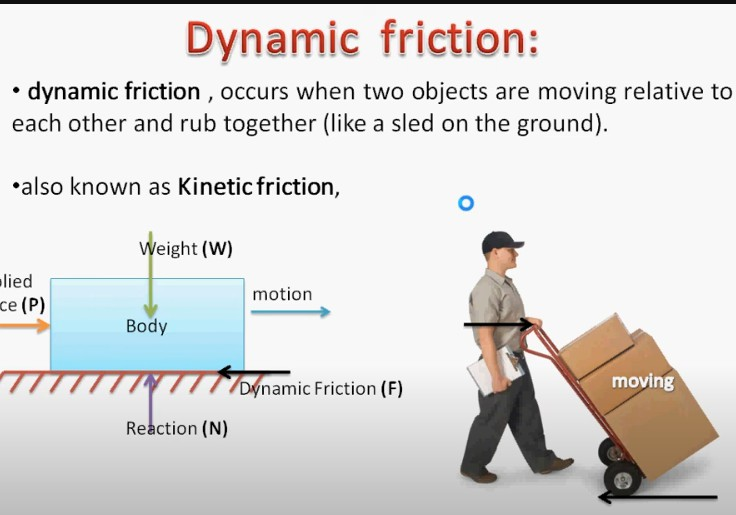 Dynamic friction:
• dynamic friction , occurs when two objects are moving relative to
each other and rub together (like a sled on the ground).
•also known as Kinetic friction,
Weight (W)
plied
ce (P)
motion
Body
moving
Dynamic Friction (F)
Reaction (N)